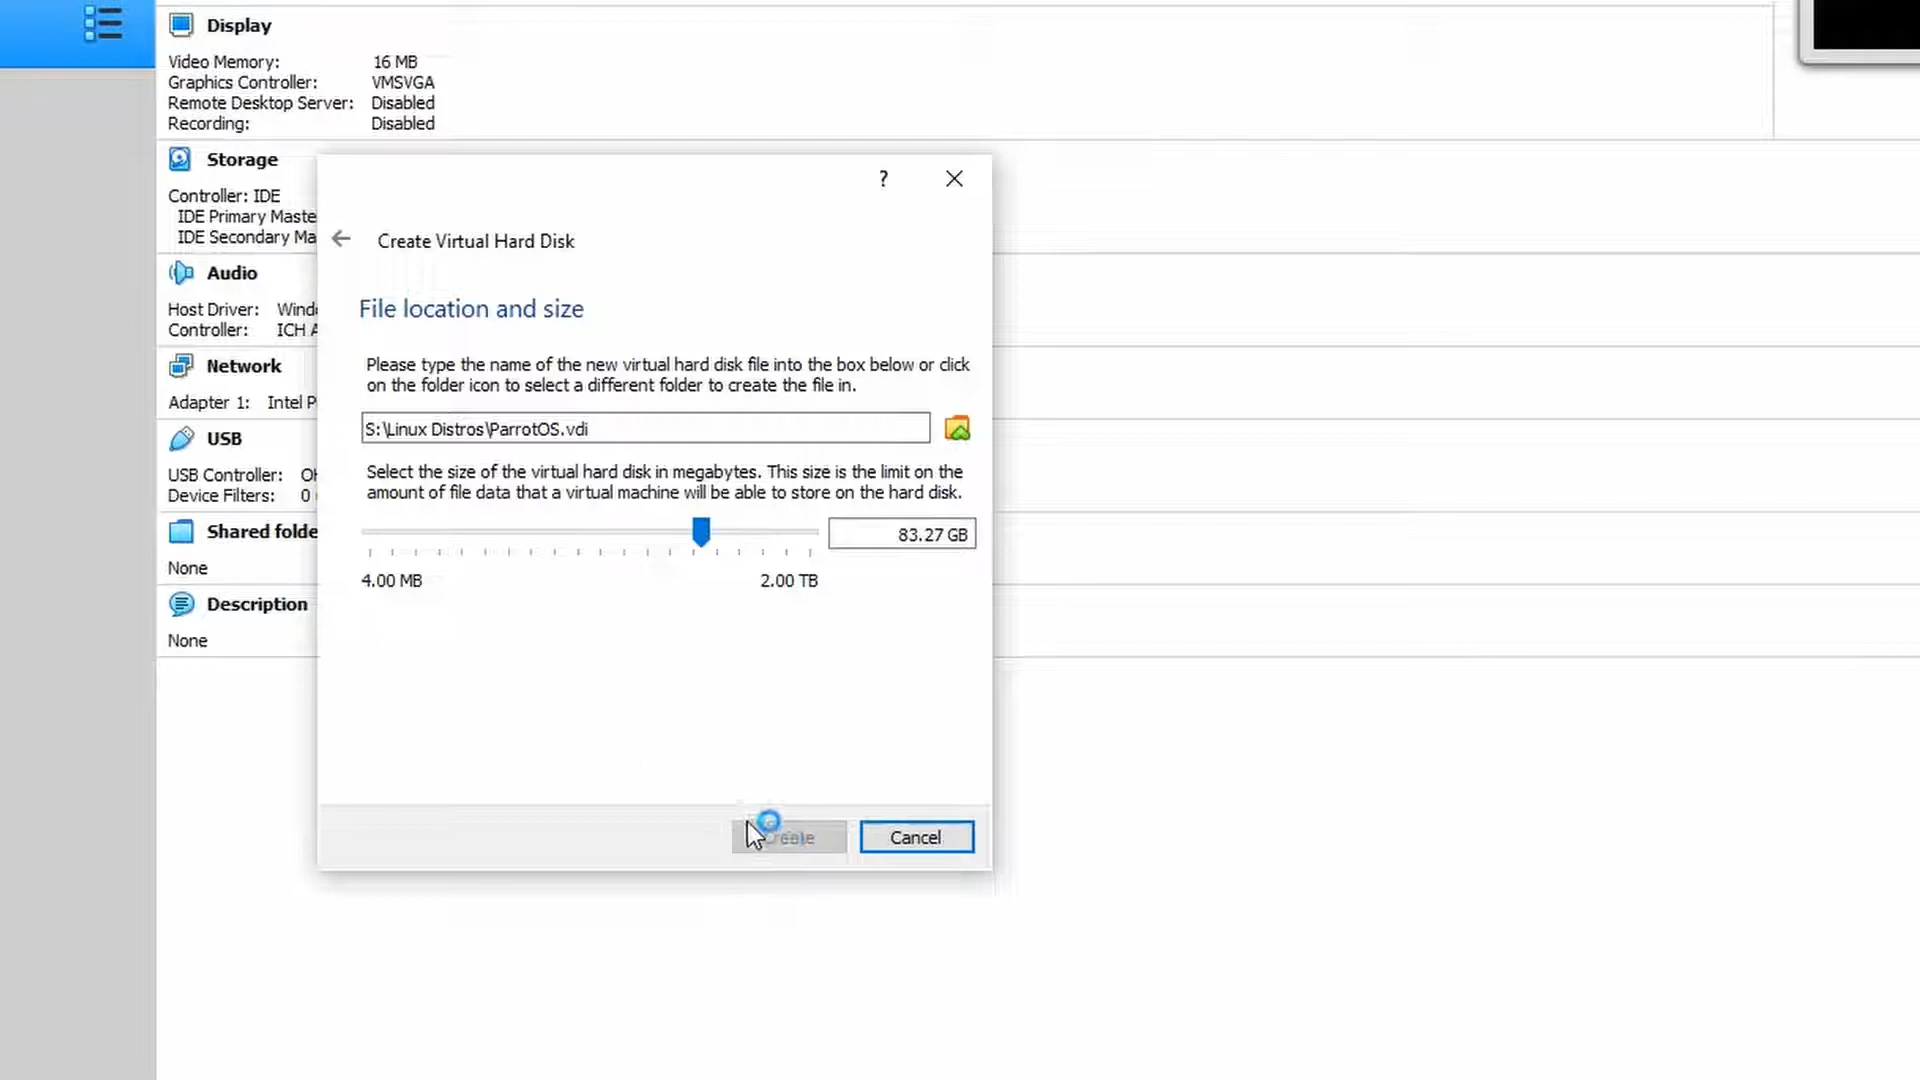 Display
Video Memory: 16 MB
Graphics Controller: VMSVGA
Remote Desktop Server: Disabled
Recording: Disabled
Storage
Controller: IDE
IDE Primary Maste
IDE Secondary Ma
Audio
Host Driver: Wind
Controller: ICH A
Network
Adapter 1: Intel P
USB
USB Controller: OH
Device Filters: 0
Shared folde
None
Description
None
?
Create Virtual Hard Disk
File location and size
Please type the name of the new virtual hard disk file into the box below or click
on the folder icon to select a different folder to create the file in.
S:\Linux Distros\ParrotOS.vdi
Select the size of the virtual hard disk in megabytes. This size is the limit on the
amount of file data that a virtual machine will be able to store on the hard disk.
83.27 GB
4.00 MB 2.00 TB
Create Cancel